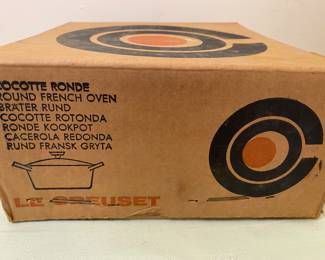 COCOTTE RONDE
ROUND FRENCH OVEN
BRATER RUND
COCOTTE ROTONDA
RONDE KOOKPOT
CACEROLA REDONDA
RUND FRANSK GRYTA
LE CREUSET